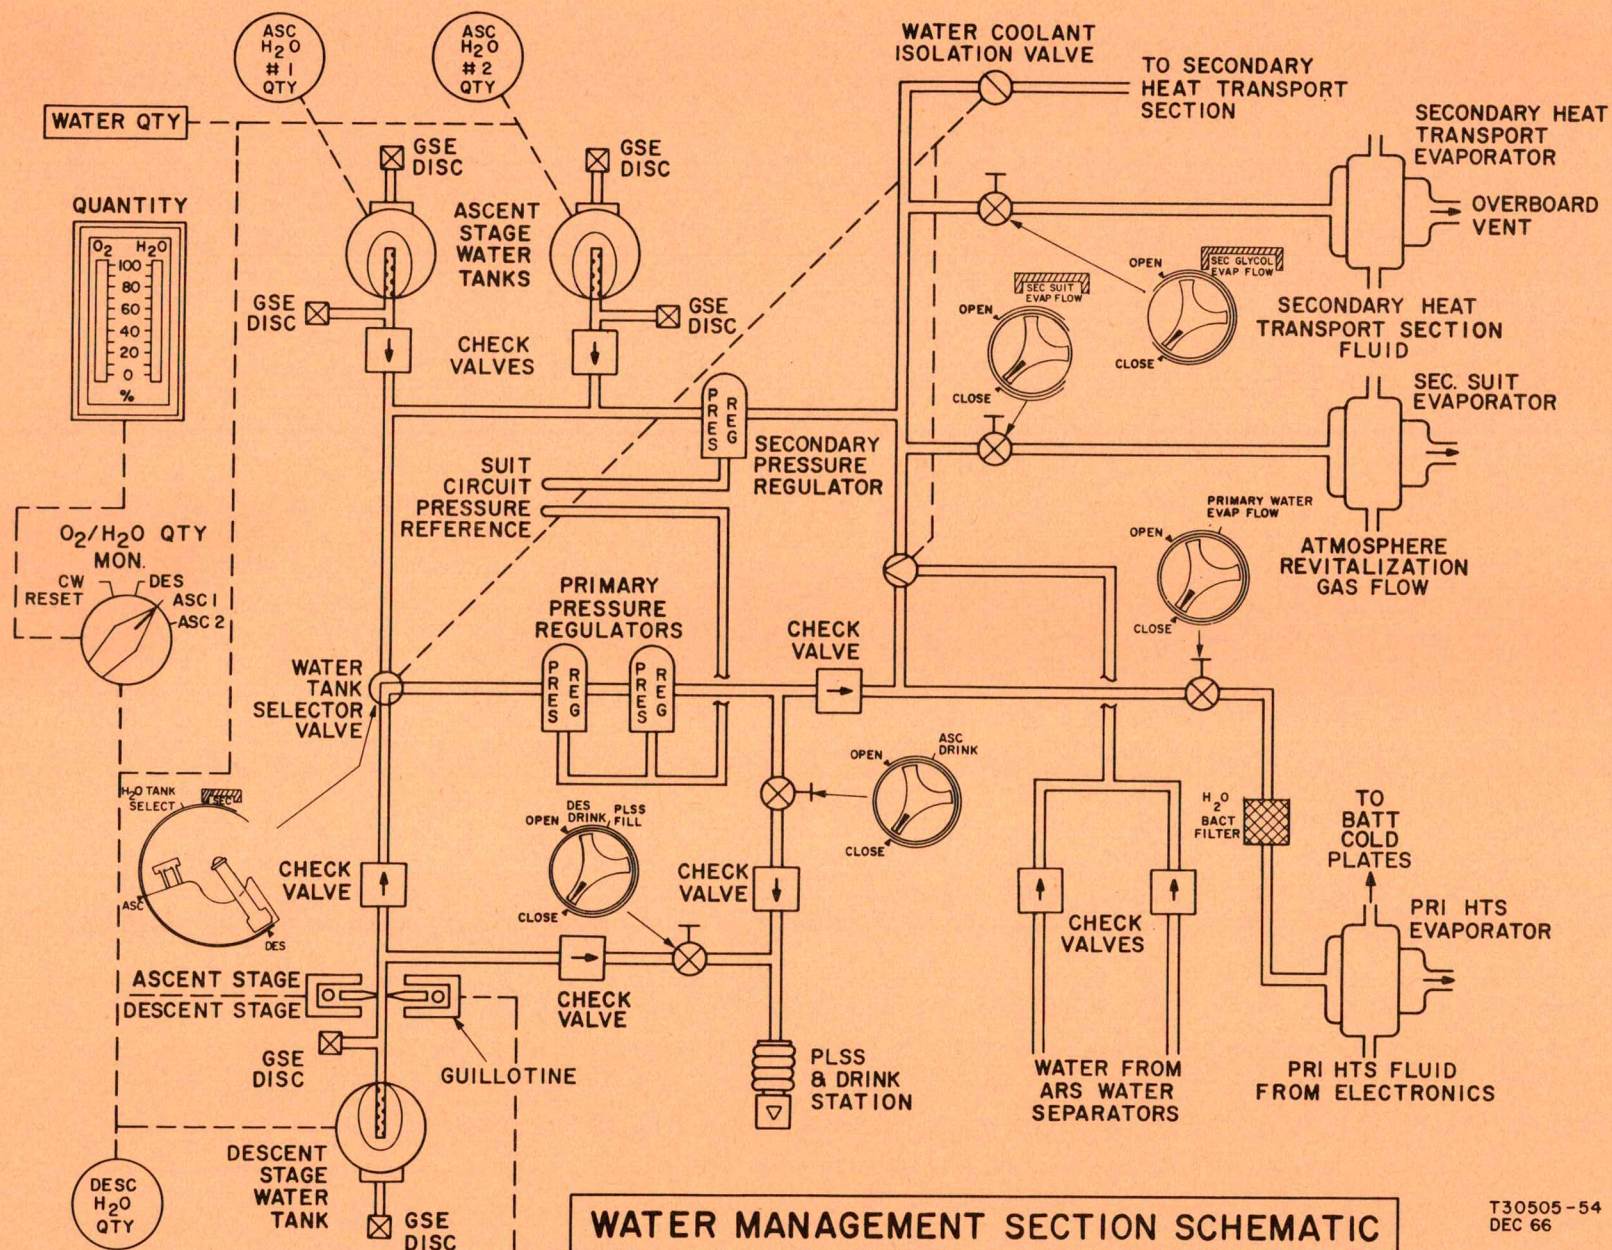 ASC
H2O
#1
QTY
ASC
H2O
#2
QTY
WATER QTY
GSE
DISC
GSE
DISC
WATER COOLANT
ISOLATION VALVE
TO SECONDARY
HEAT TRANSPORT
SECTION
SECONDARY HEAT
TRANSPORT
EVAPORATOR
OVERBOARD
VENT
QUANTITY
O2 H2O
100
80
60
40
20
0
%
ASCENT
STAGE
WATER
TANKS
GSE
DISC
GSE
DISC
CHECK
VALVES
OPEN
SEC GLYCOL
EVAP FLOW
CLOSE
SEC SUIT
EVAP FLOW
OPEN
CLOSE
SECONDARY HEAT
TRANSPORT SECTION
FLUID
SEC. SUIT
EVAPORATOR
PRES
REG
SECONDARY
PRESSURE
REGULATOR
SUIT
CIRCUIT
PRESSURE
REFERENCE
PRIMARY WATER
EVAP FLOW
OPEN
CLOSE
ATMOSPHERE
REVITALIZATION
GAS FLOW
O2/H2O QTY
MON.
CW
RESET
DES
ASC 1
ASC 2
PRIMARY
PRESSURE
REGULATORS
PRES
REG
PRES
REG
CHECK
VALVE
WATER
TANK
SELECTOR
VALVE
H2O TANK
SELECT
SEC
ASC
DES
ASC
DRINK
OPEN
CLOSE
DES
DRINK
PLSS
FILL
OPEN
CLOSE
CHECK
VALVE
CHECK
VALVE
H2O
BACT
FILTER
TO
BATT
COLD
PLATES
CHECK
VALVES
PRI HTS
EVAPORATOR
ASCENT STAGE
DESCENT STAGE
CHECK
VALVE
GSE
DISC
GUILLOTINE
PLSS
& DRINK
STATION
WATER FROM
ARS WATER
SEPARATORS
PRI HTS FLUID
FROM ELECTRONICS
DESCENT
STAGE
WATER
TANK
DESC
H2O
QTY
GSE
DISC
WATER MANAGEMENT SECTION SCHEMATIC
T30505-54
DEC 66